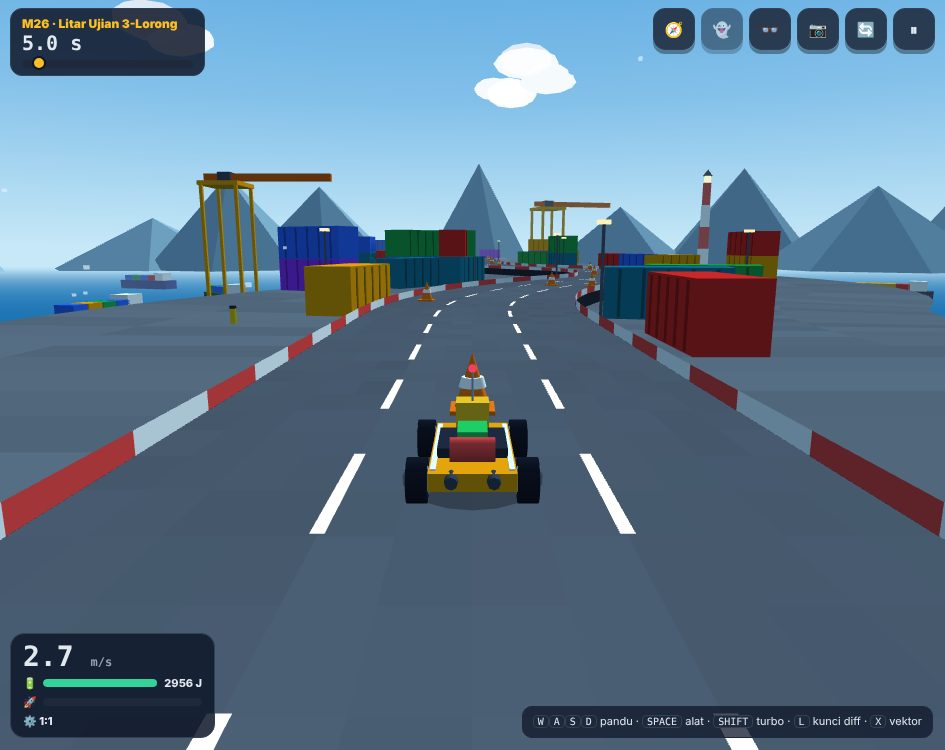 M26 · Litar Ujian 3-Lorong
5.0 s
2.7 m/s
2956 J
1:1
W A S D pandu · SPACE alat · SHIFT turbo · L kunci diff · X vektor